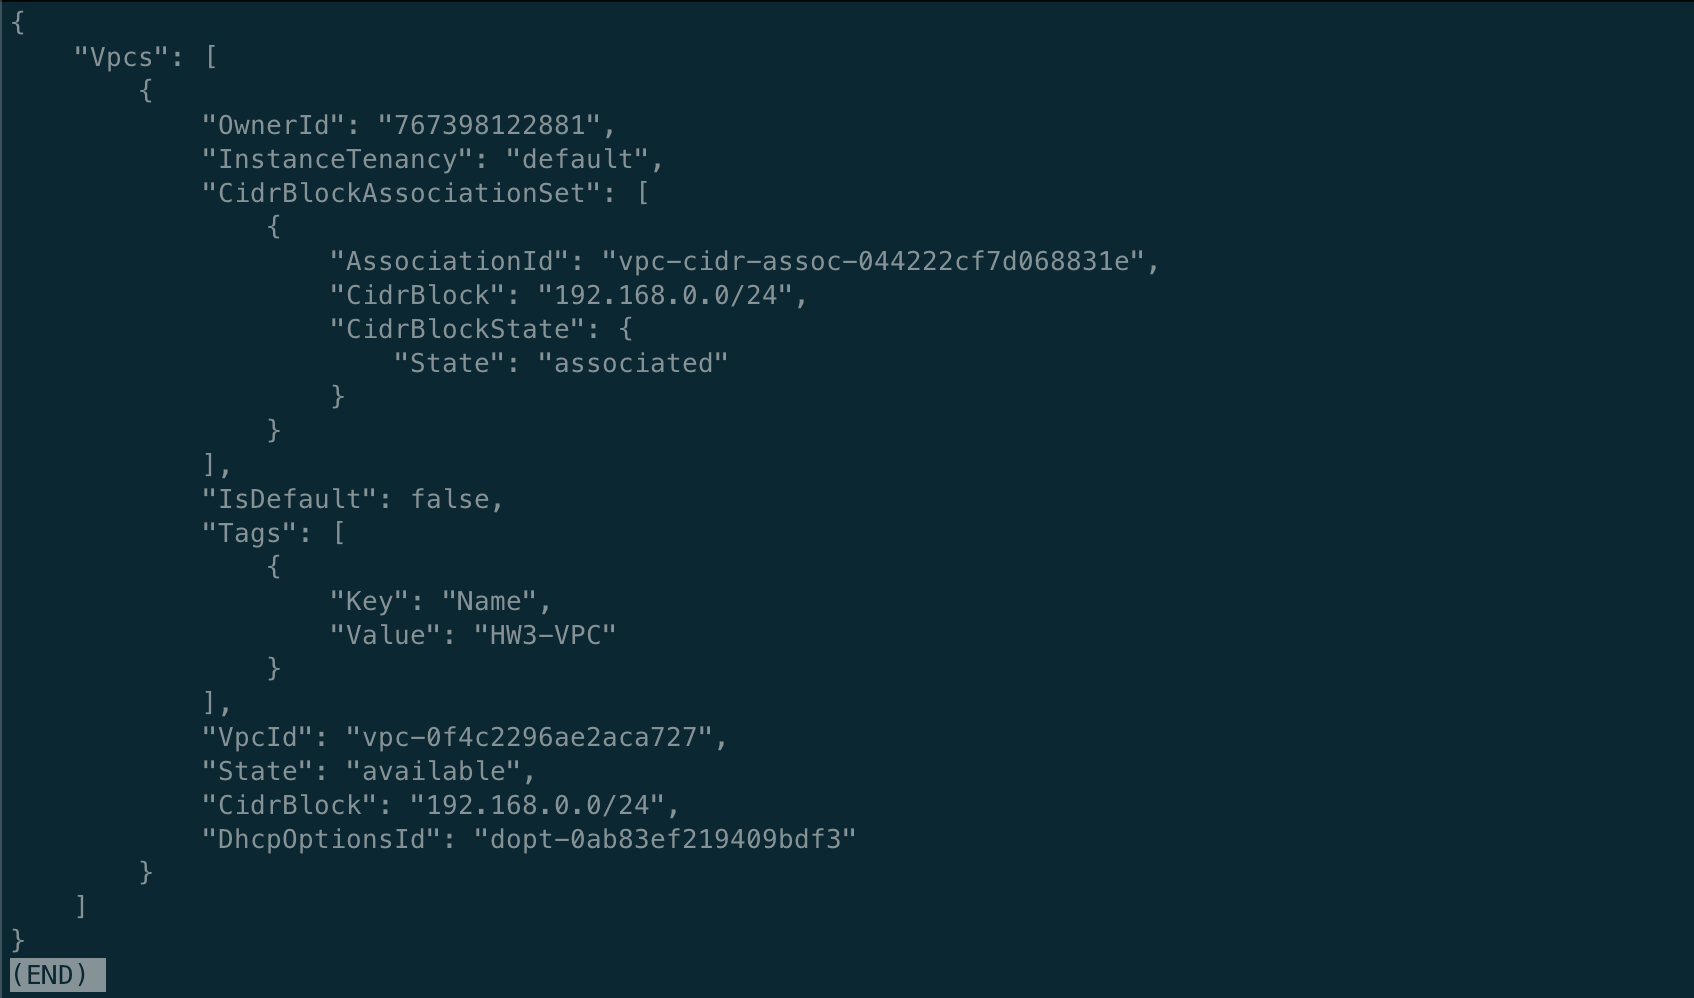 {
    "Vpcs": [
        {
            "OwnerId": "767398122881",
            "InstanceTenancy": "default",
            "CidrBlockAssociationSet": [
                {
                    "AssociationId": "vpc-cidr-assoc-044222cf7d068831e",
                    "CidrBlock": "192.168.0.0/24",
                    "CidrBlockState": {
                        "State": "associated"
                    }
                }
            ],
            "IsDefault": false,
            "Tags": [
                {
                    "Key": "Name",
                    "Value": "HW3-VPC"
                }
            ],
            "VpcId": "vpc-0f4c2296ae2aca727",
            "State": "available",
            "CidrBlock": "192.168.0.0/24",
            "DhcpOptionsId": "dopt-0ab83ef219409bdf3"
        }
    ]
}
(END)